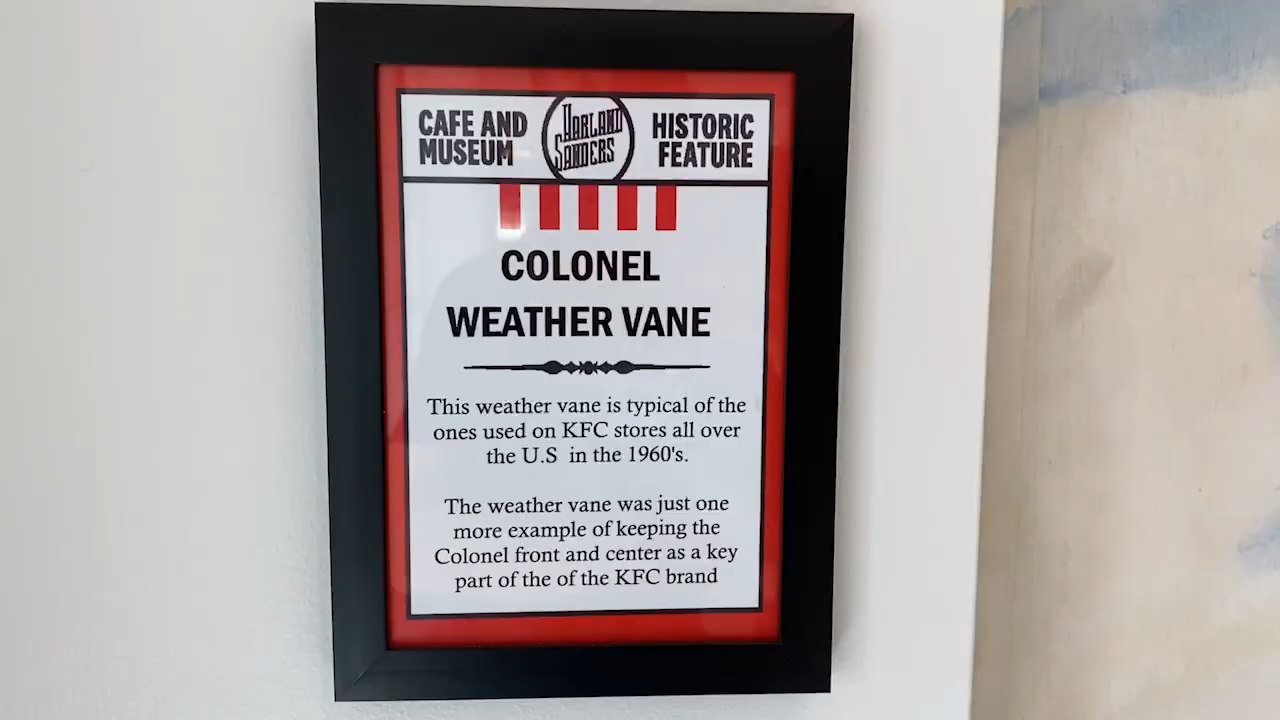 CAFE AND
MUSEUM
HARLAND
SANDERS
HISTORIC
FEATURE
COLONEL
WEATHER VANE
This weather vane is typical of the
ones used on KFC stores all over
the U.S in the 1960's.
The weather vane was just one
more example of keeping the
Colonel front and center as a key
part of the of the KFC brand